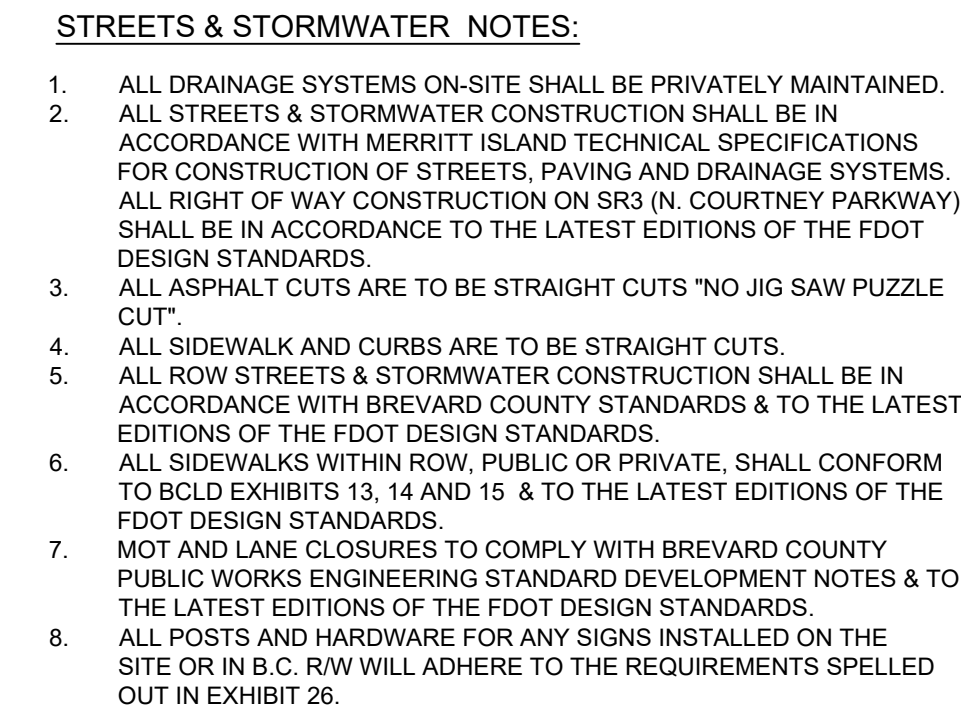 STREETS & STORMWATER NOTES:
1. ALL DRAINAGE SYSTEMS ON-SITE SHALL BE PRIVATELY MAINTAINED.
2. ALL STREETS & STORMWATER CONSTRUCTION SHALL BE IN
ACCORDANCE WITH MERRITT ISLAND TECHNICAL SPECIFICATIONS
FOR CONSTRUCTION OF STREETS, PAVING AND DRAINAGE SYSTEMS.
ALL RIGHT OF WAY CONSTRUCTION ON SR3 (N. COURTNEY PARKWAY)
SHALL BE IN ACCORDANCE TO THE LATEST EDITIONS OF THE FDOT
DESIGN STANDARDS.
3. ALL ASPHALT CUTS ARE TO BE STRAIGHT CUTS "NO JIG SAW PUZZLE
CUT".
4. ALL SIDEWALK AND CURBS ARE TO BE STRAIGHT CUTS.
5. ALL ROW STREETS & STORMWATER CONSTRUCTION SHALL BE IN
ACCORDANCE WITH BREVARD COUNTY STANDARDS & TO THE LATEST
EDITIONS OF THE FDOT DESIGN STANDARDS.
6. ALL SIDEWALKS WITHIN ROW, PUBLIC OR PRIVATE, SHALL CONFORM
TO BCLD EXHIBITS 13, 14 AND 15 & TO THE LATEST EDITIONS OF THE
FDOT DESIGN STANDARDS.
7. MOT AND LANE CLOSURES TO COMPLY WITH BREVARD COUNTY
PUBLIC WORKS ENGINEERING STANDARD DEVELOPMENT NOTES & TO
THE LATEST EDITIONS OF THE FDOT DESIGN STANDARDS.
8. ALL POSTS AND HARDWARE FOR ANY SIGNS INSTALLED ON THE
SITE OR IN B.C. R/W WILL ADHERE TO THE REQUIREMENTS SPELLED
OUT IN EXHIBIT 26.